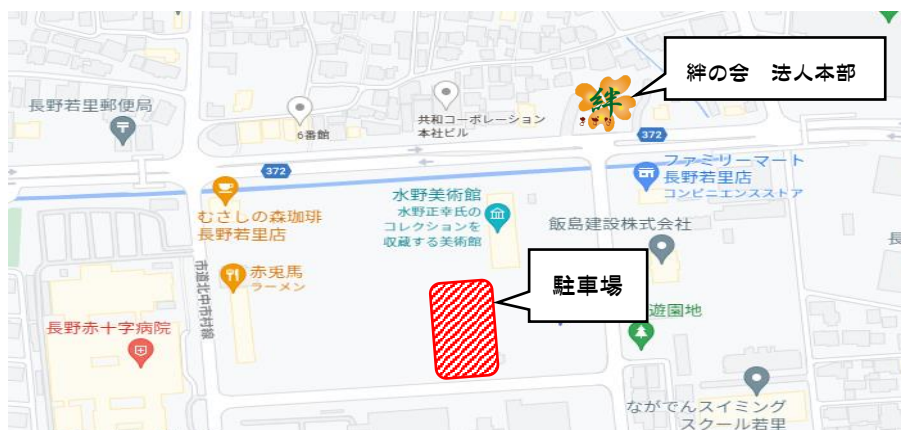 絆の会　法人本部
絆
きずな
長野若里郵便局
6番館
共和コーポレーション
本社ビル
372
372
ファミリーマート
長野若里店
コンビニエンスストア
むさしの森珈琲
長野若里店
水野美術館
水野正幸氏の
コレクションを
収蔵する美術館
飯島建設株式会社
長
市道北中市村線
赤兎馬
ラーメン
駐車場
遊園地
長野赤十字病院
ながでんスイミング
スクール若里